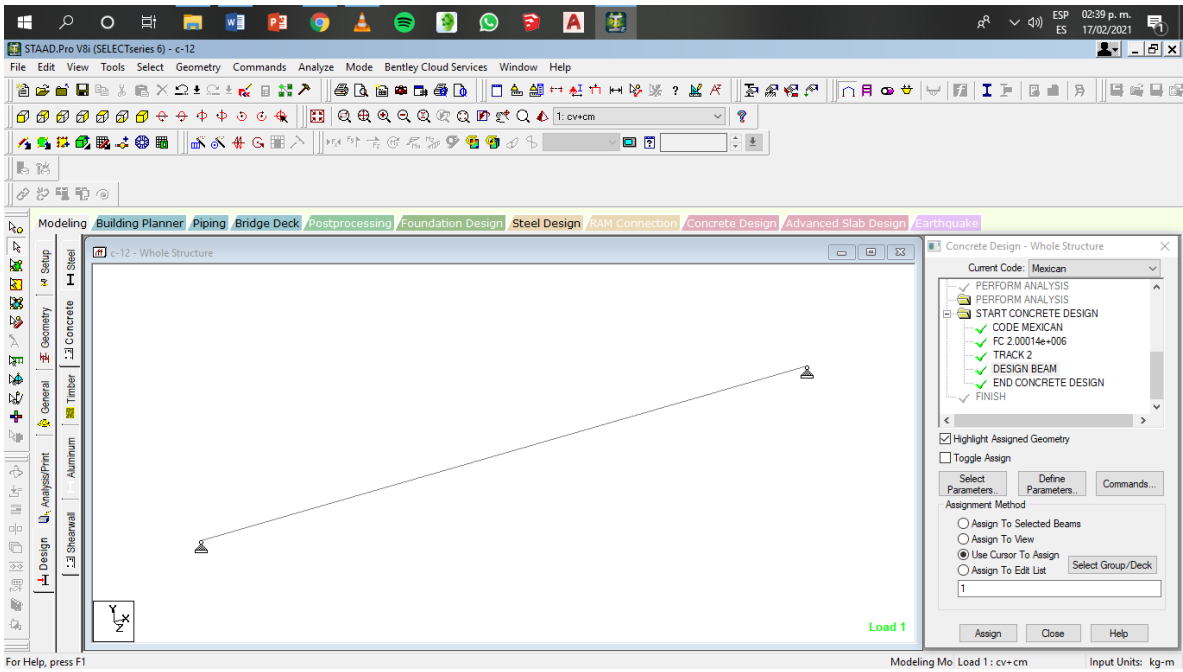 ESP
02:39 p. m.
ES
17/02/2021
1
STAAD.Pro V8i (SELECTseries 6) - c-12
File Edit View Tools Select Geometry Commands Analyze Mode Bentley Cloud Services Window Help
1: cv+cm
Modeling Building Planner Piping Bridge Deck Postprocessing Foundation Design Steel Design RAM Connection Concrete Design Advanced Slab Design Earthquake
Setup
Geometry
General
Analysis/Print
Design
Steel
Concrete
Timber
Aluminum
Shearwall
c-12 - Whole Structure
Y
X
Z
Load 1
Concrete Design - Whole Structure
Current Code: Mexican
PERFORM ANALYSIS
PERFORM ANALYSIS
START CONCRETE DESIGN
CODE MEXICAN
FC 2.00014e+006
TRACK 2
DESIGN BEAM
END CONCRETE DESIGN
FINISH
Highlight Assigned Geometry
Toggle Assign
Select Parameters..
Define Parameters..
Commands...
Assignment Method
Assign To Selected Beams
Assign To View
Use Cursor To Assign
Assign To Edit List
Select Group/Deck
1
Assign Close Help
For Help, press F1
Modeling Mo Load 1 : cv+cm Input Units: kg-m